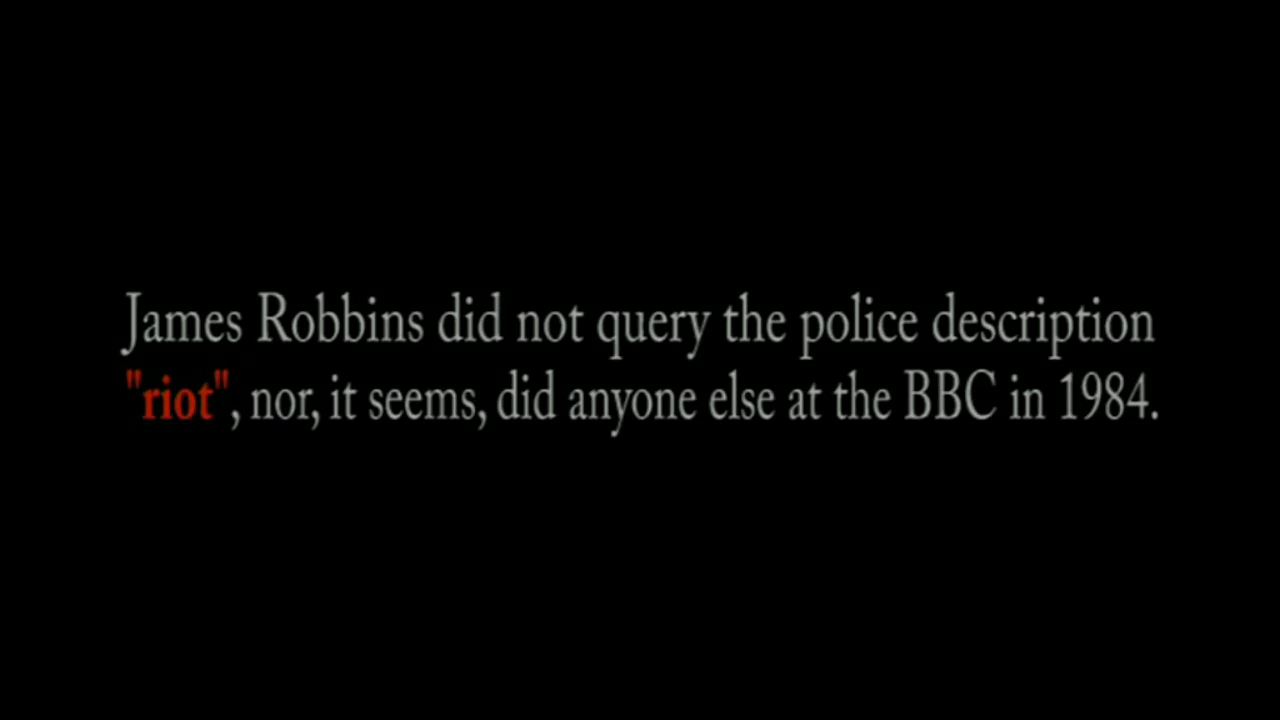 James Robbins did not query the police description
"riot", nor, it seems, did anyone else at the BBC in 1984.